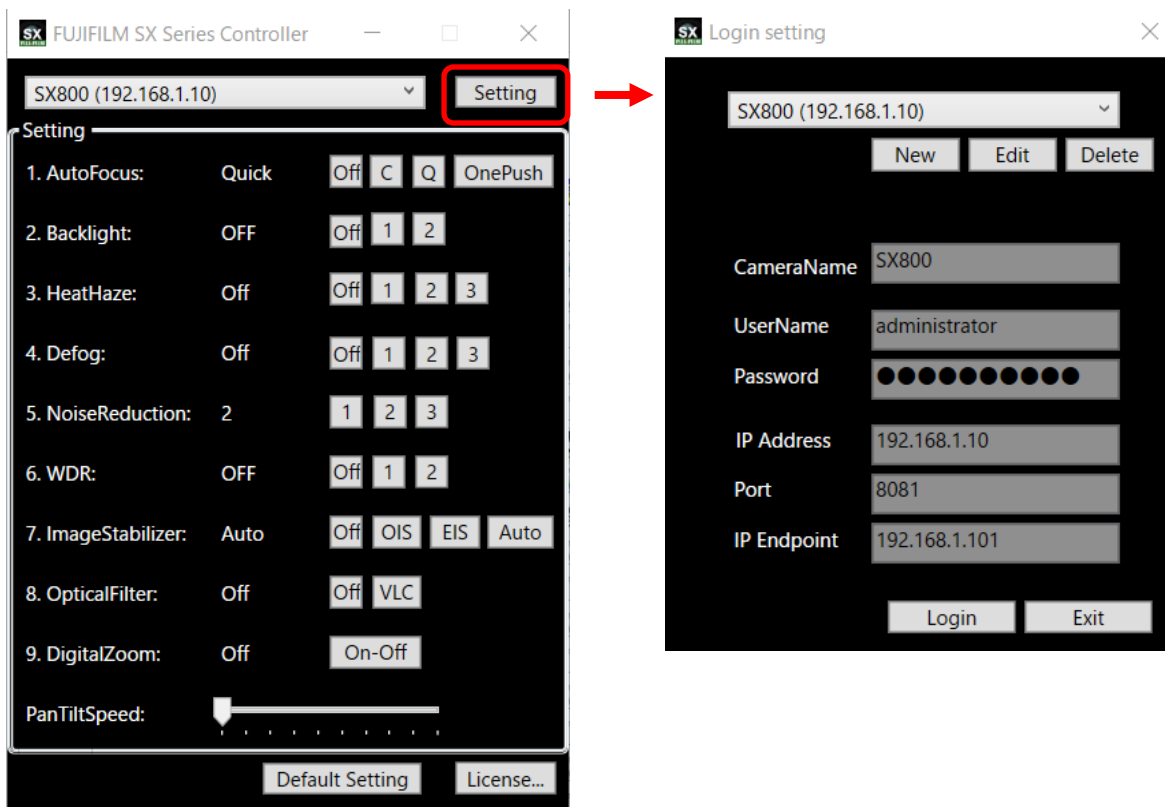 SX FUJIFILM SX Series Controller
SX800 (192.168.1.10) Setting
Setting
1. AutoFocus: Quick Off C Q OnePush
2. Backlight: OFF Off 1 2
3. HeatHaze: Off Off 1 2 3
4. Defog: Off Off 1 2 3
5. NoiseReduction: 2 1 2 3
6. WDR: OFF Off 1 2
7. ImageStabilizer: Auto Off OIS EIS Auto
8. OpticalFilter: Off Off VLC
9. DigitalZoom: Off On-Off
PanTiltSpeed:
Default Setting License...
SX Login setting
SX800 (192.168.1.10)
New Edit Delete
CameraName SX800
UserName administrator
Password ●●●●●●●●●●
IP Address 192.168.1.10
Port 8081
IP Endpoint 192.168.1.101
Login Exit